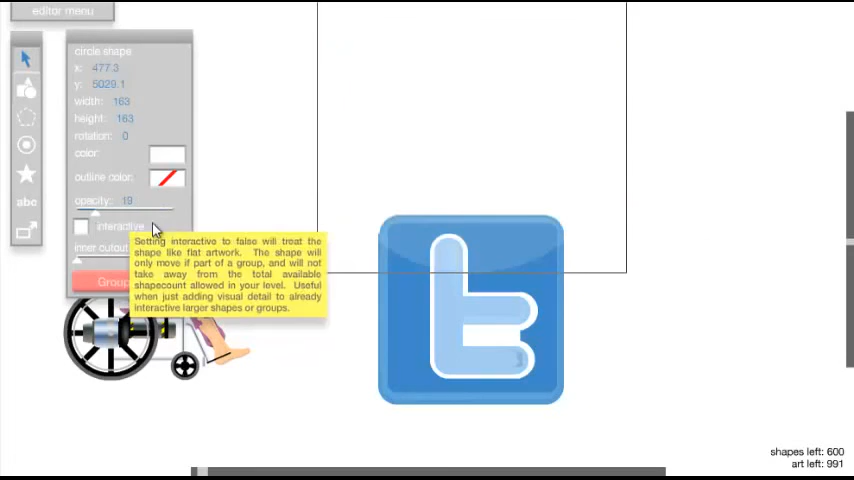 editor menu
circle shape
x: 477.3
y: 5029.1
width: 163
height: 163
rotation: 0
color:
outline color:
opacity: 19
interactive
inner cutout
Group
abc
Setting interactive to false will treat the
shape like flat artwork. The shape will
only move if part of a group, and will not
take away from the total available
shapecount allowed in your level. Useful
when just adding visual detail to already
interactive larger shapes or groups.
t
shapes left: 600
art left: 991